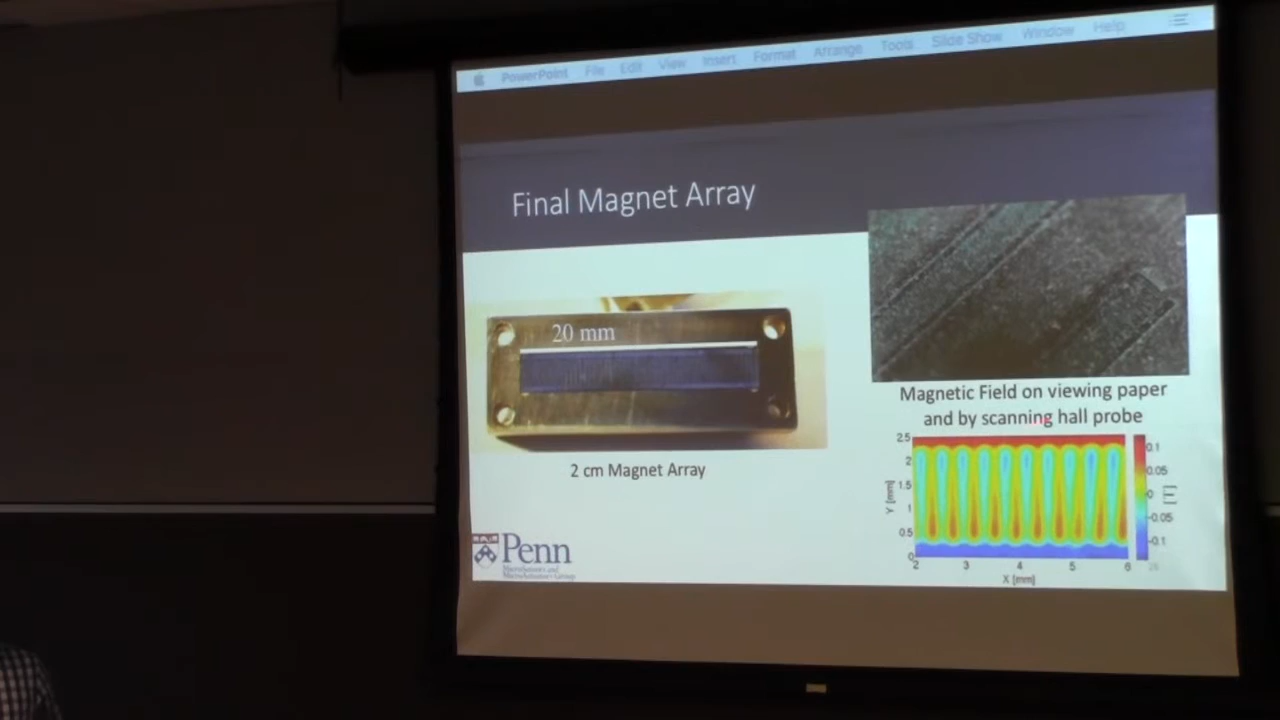 PowerPoint File Edit View Insert Format Arrange Tools Slide Show Window Help
Final Magnet Array
20 mm
2 cm Magnet Array
Magnetic Field on viewing paper
and by scanning hall probe
2.5
2
1.5
1
0.5
0
Y [mm]
2 3 4 5 6
X [mm]
0.1
0.05
0
-0.05
-0.1
[T]
Penn